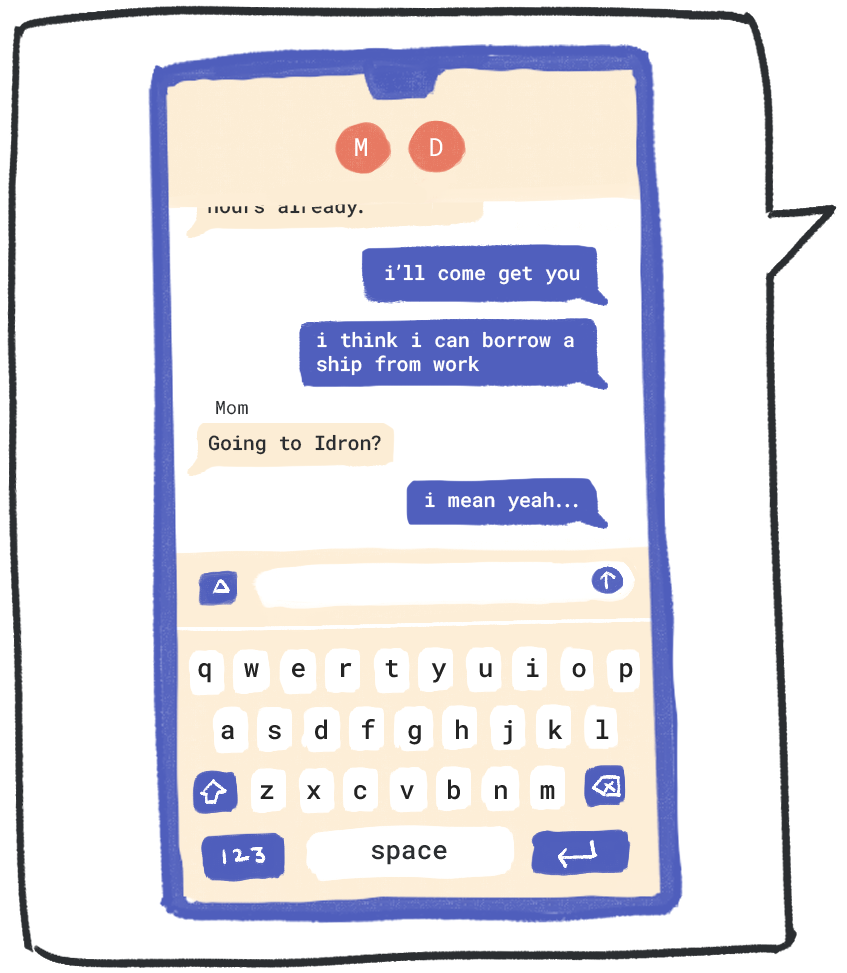 M D
hours already.
i'll come get you
i think i can borrow a
ship from work
Mom
Going to Idron?
i mean yeah...
q w e r t y u i o p
a s d f g h j k l
z x c v b n m
123 space